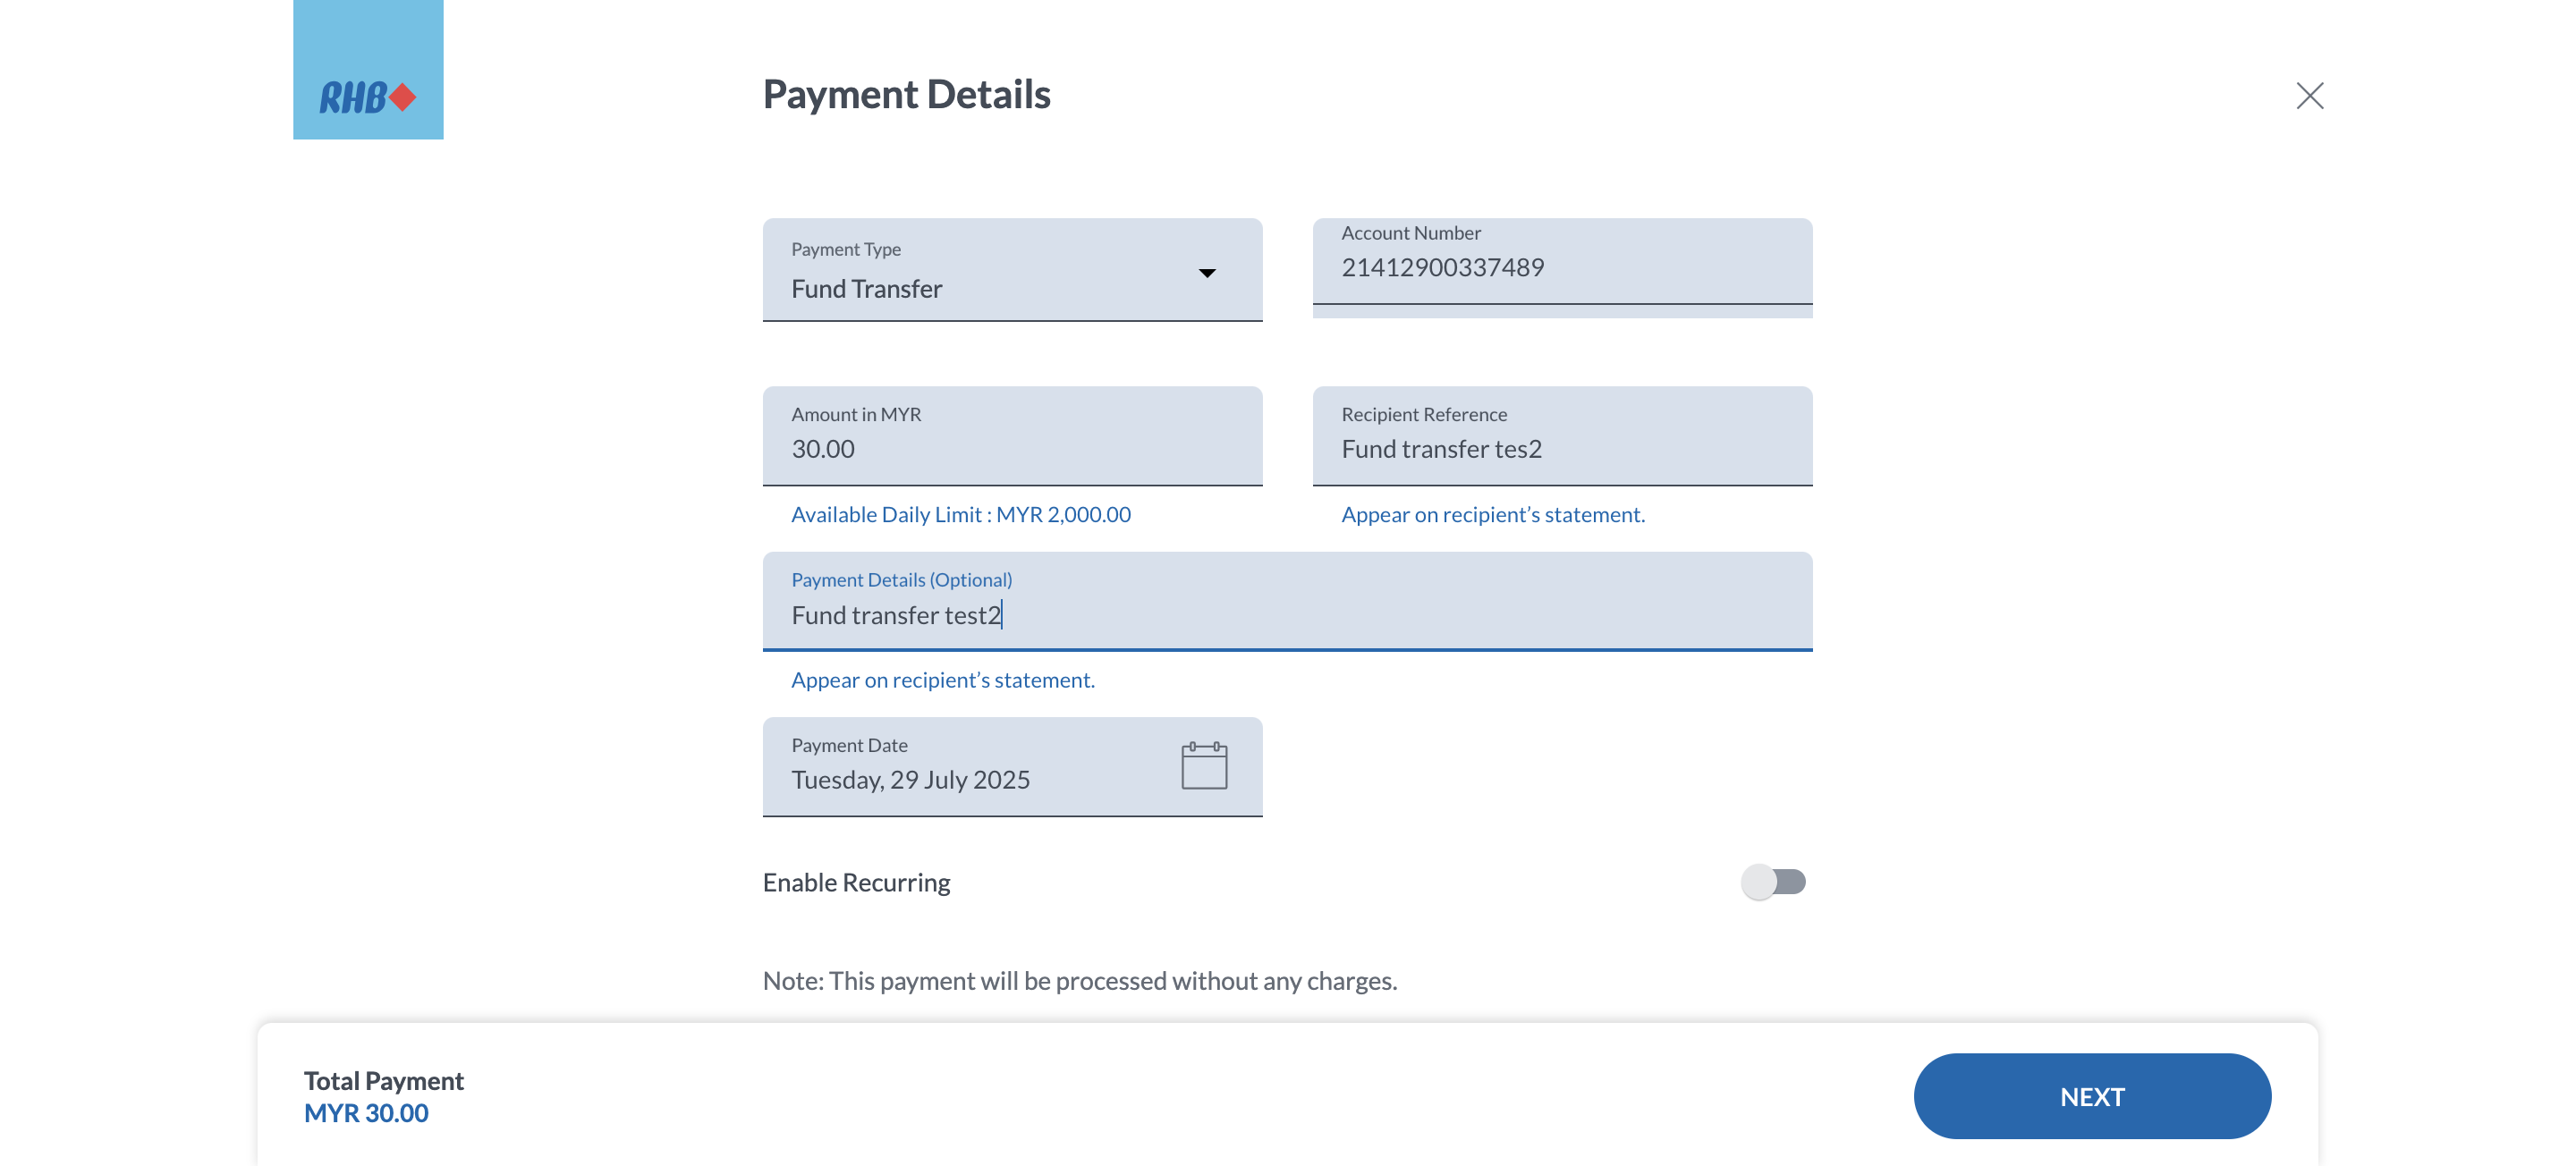 RHB
Payment Details
Payment Type
Fund Transfer
Account Number
21412900337489
Amount in MYR
30.00
Recipient Reference
Fund transfer tes2
Available Daily Limit : MYR 2,000.00
Appear on recipient’s statement.
Payment Details (Optional)
Fund transfer test2
Appear on recipient’s statement.
Payment Date
Tuesday, 29 July 2025
Enable Recurring
Note: This payment will be processed without any charges.
Total Payment
MYR 30.00
NEXT